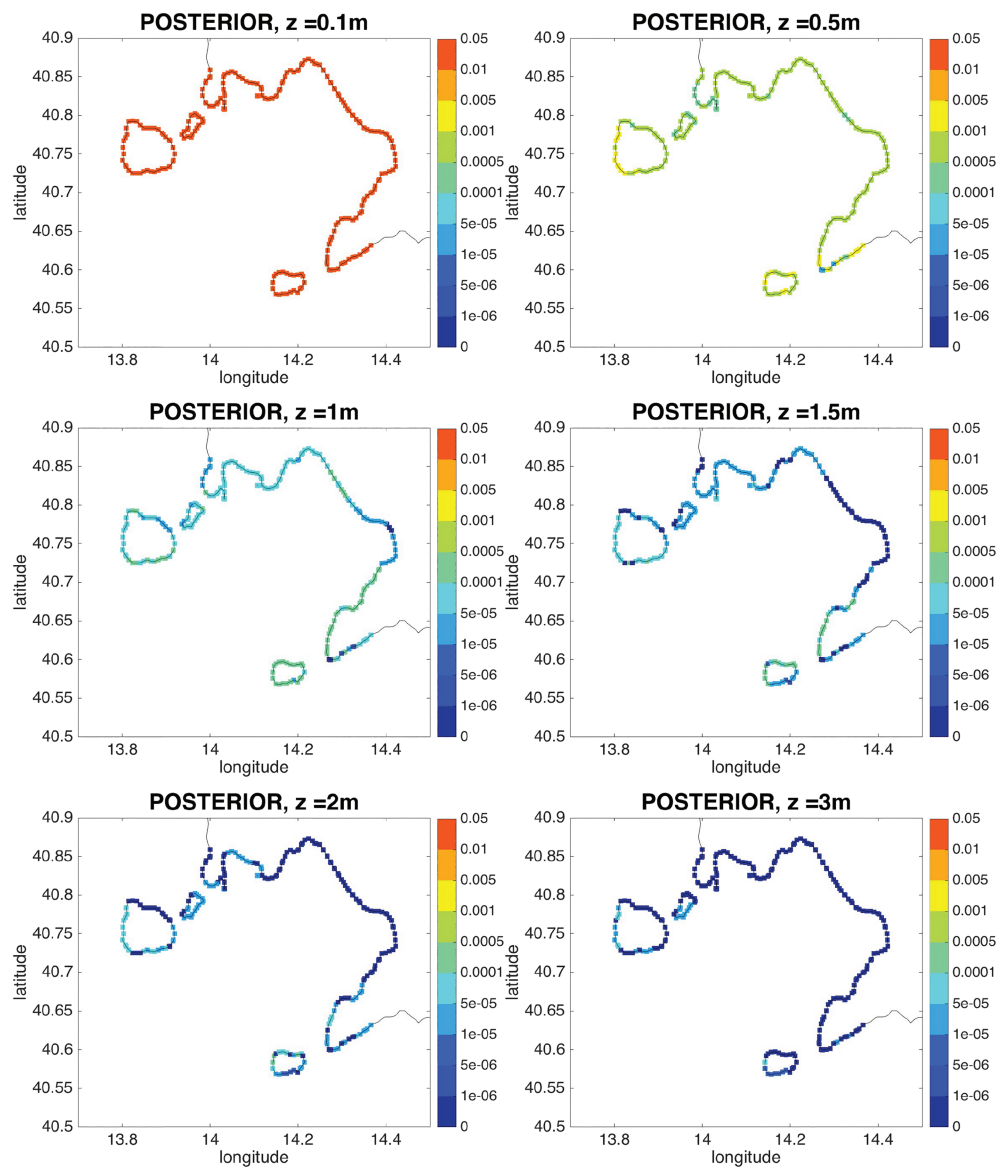 POSTERIOR, z =0.1m
40.9
40.85
40.8
40.75
40.7
40.65
40.6
40.55
40.5
latitude
13.8 14 14.2 14.4
longitude
0.05
0.01
0.005
0.001
0.0005
0.0001
5e-05
1e-05
5e-06
1e-06
0
POSTERIOR, z =0.5m
40.9
40.85
40.8
40.75
40.7
40.65
40.6
40.55
40.5
latitude
13.8 14 14.2 14.4
longitude
0.05
0.01
0.005
0.001
0.0005
0.0001
5e-05
1e-05
5e-06
1e-06
0
POSTERIOR, z =1m
40.9
40.85
40.8
40.75
40.7
40.65
40.6
40.55
40.5
latitude
13.8 14 14.2 14.4
longitude
0.05
0.01
0.005
0.001
0.0005
0.0001
5e-05
1e-05
5e-06
1e-06
0
POSTERIOR, z =1.5m
40.9
40.85
40.8
40.75
40.7
40.65
40.6
40.55
40.5
latitude
13.8 14 14.2 14.4
longitude
0.05
0.01
0.005
0.001
0.0005
0.0001
5e-05
1e-05
5e-06
1e-06
0
POSTERIOR, z =2m
40.9
40.85
40.8
40.75
40.7
40.65
40.6
40.55
40.5
latitude
13.8 14 14.2 14.4
longitude
0.05
0.01
0.005
0.001
0.0005
0.0001
5e-05
1e-05
5e-06
1e-06
0
POSTERIOR, z =3m
40.9
40.85
40.8
40.75
40.7
40.65
40.6
40.55
40.5
latitude
13.8 14 14.2 14.4
longitude
0.05
0.01
0.005
0.001
0.0005
0.0001
5e-05
1e-05
5e-06
1e-06
0